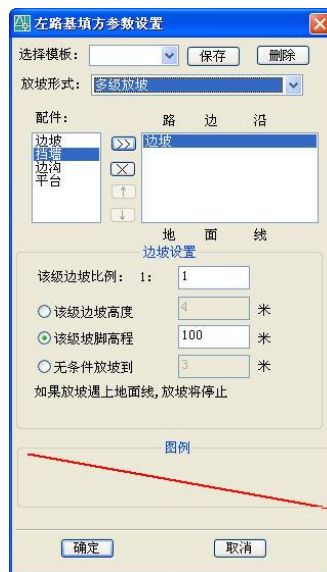 左路基填方参数设置
选择模板： 保存 删除
放坡形式： 多级放坡
配件： 路 边 沿
边坡 >> 边坡
挡墙
边沟
平台
地 面 线
边坡设置
该级边坡比例： 1： 1
该级边坡高度 4 米
该级坡脚高程 100 米
无条件放坡到 3 米
如果放坡遇上地面线,放坡将停止
图例
确定 取消